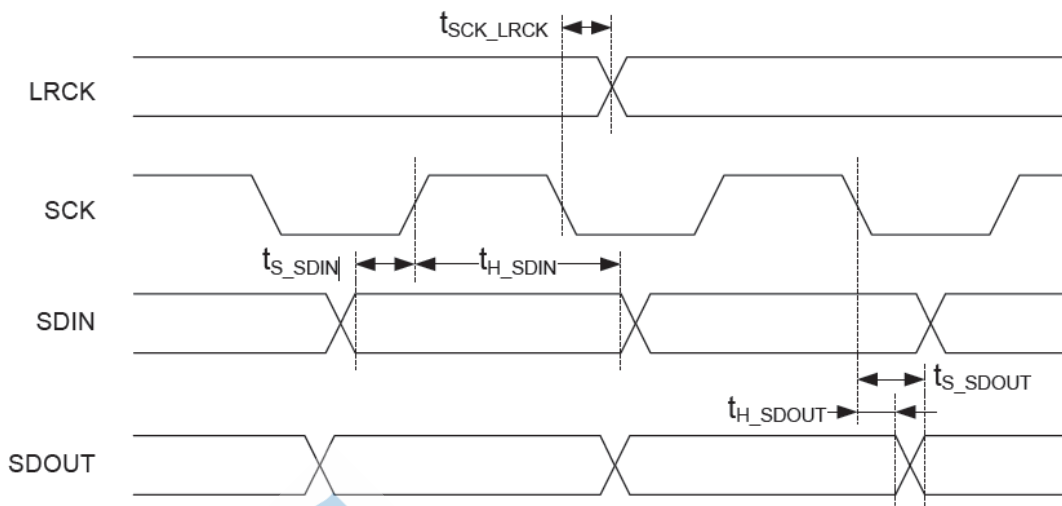 tSCK_LRCK
LRCK
SCK
tS_SDIN
tH_SDIN
SDIN
tS_SDOUT
tH_SDOUT
SDOUT